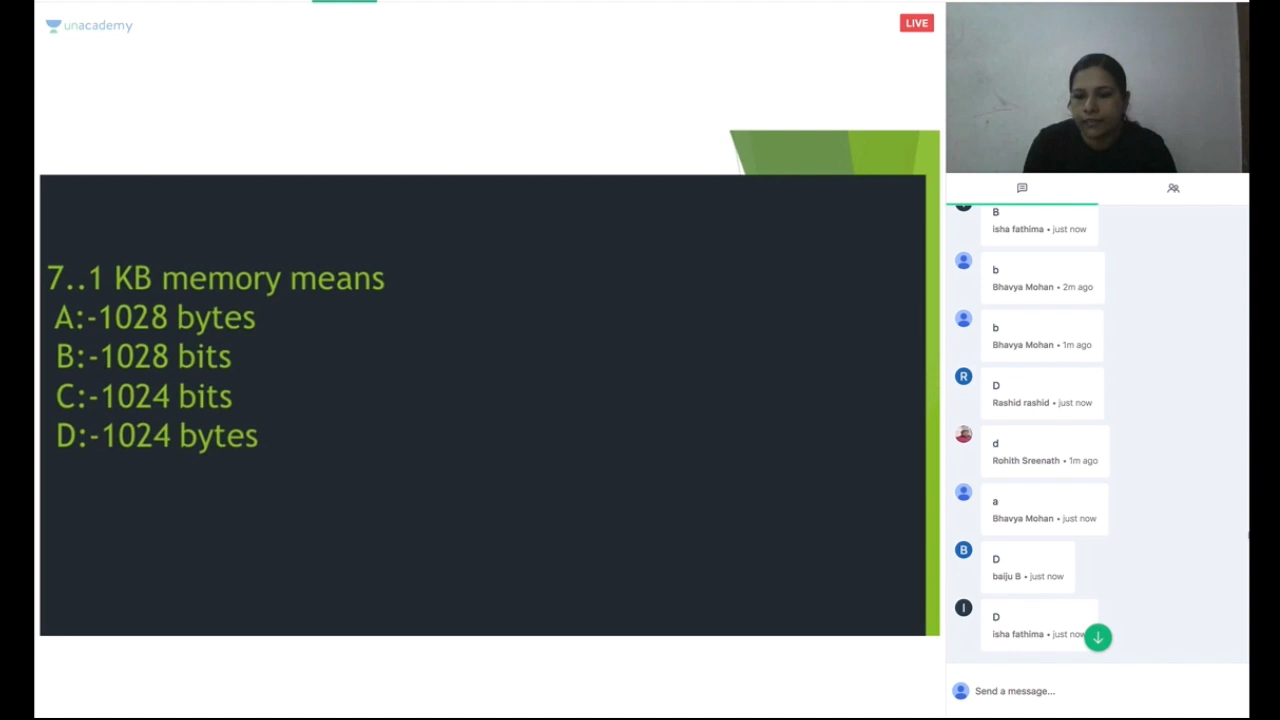 unacademy
LIVE
7..1 KB memory means
A:-1028 bytes
B:-1028 bits
C:-1024 bits
D:-1024 bytes
B
isha fathima • just now
b
Bhavya Mohan • 2m ago
b
Bhavya Mohan • 1m ago
R
D
Rashid rashid • just now
d
Rohith Sreenath • 1m ago
a
Bhavya Mohan • just now
B
D
baiju B • just now
I
D
isha fathima • just now
Send a message...